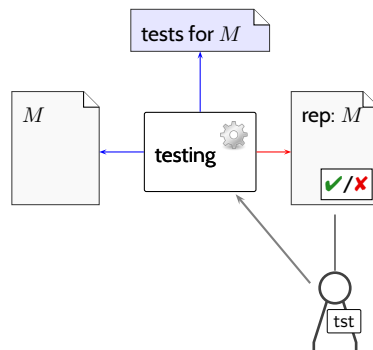 tests for M
M
testing
rep: M
✔/✘
tst